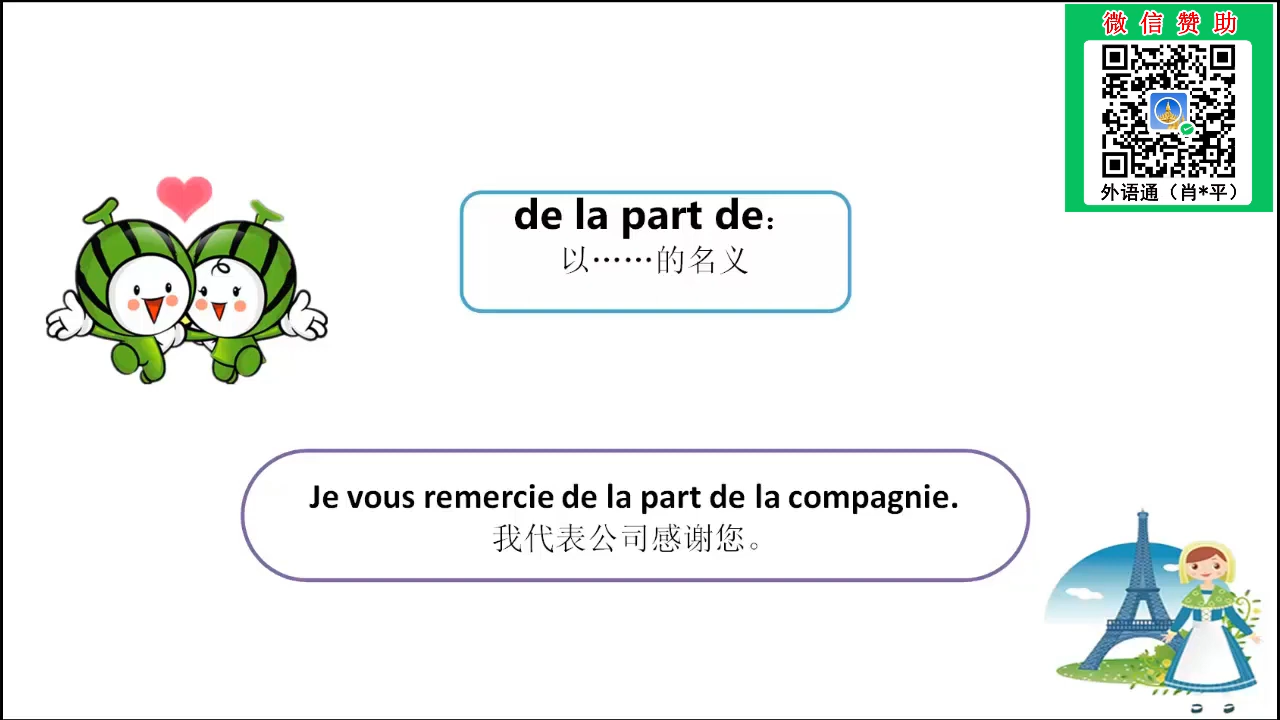 微信赞助
外语通（肖*平）
de la part de：
以……的名义
Je vous remercie de la part de la compagnie.
我代表公司感谢您。